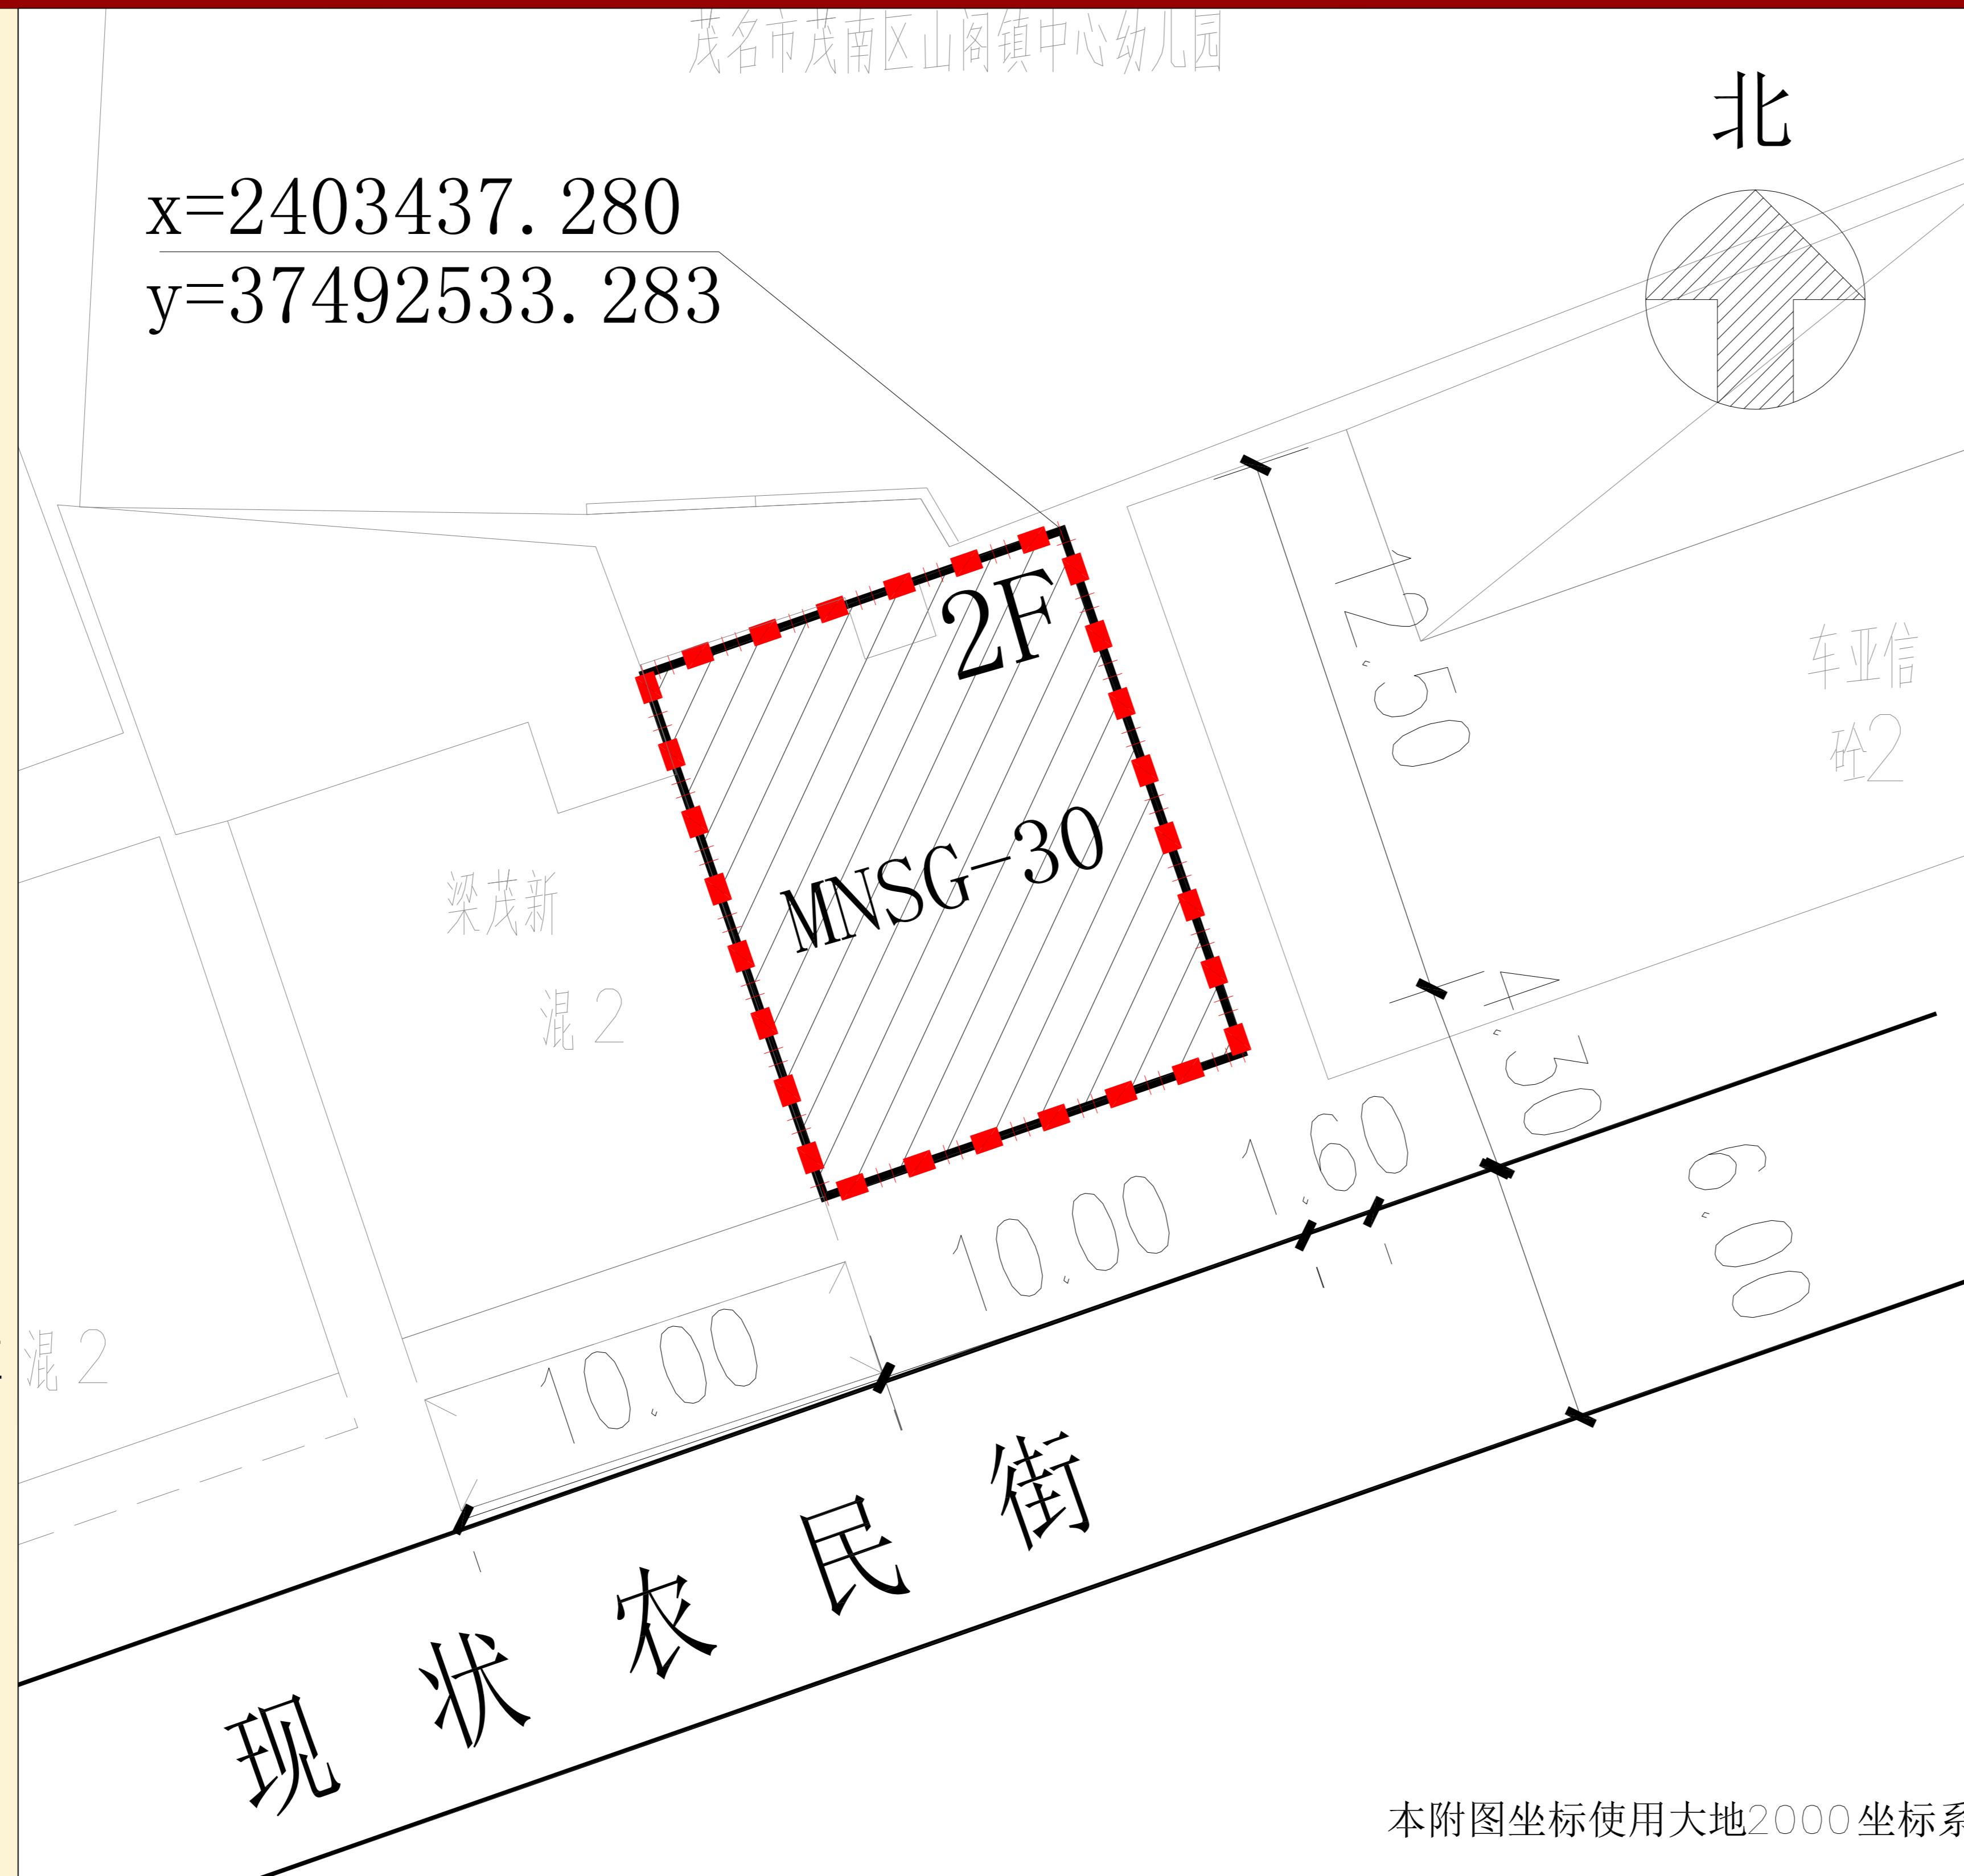 茂名市茂南区山阁镇中心幼儿园
北
x=2403437.280
y=37492533.283
2F
12.50
车亚信
砼2
MNSG-30
梁茂新
混2
4.30
1.60
6.00
10.00
混2
10.00
现状农民街
本附图坐标使用大地2000坐标系